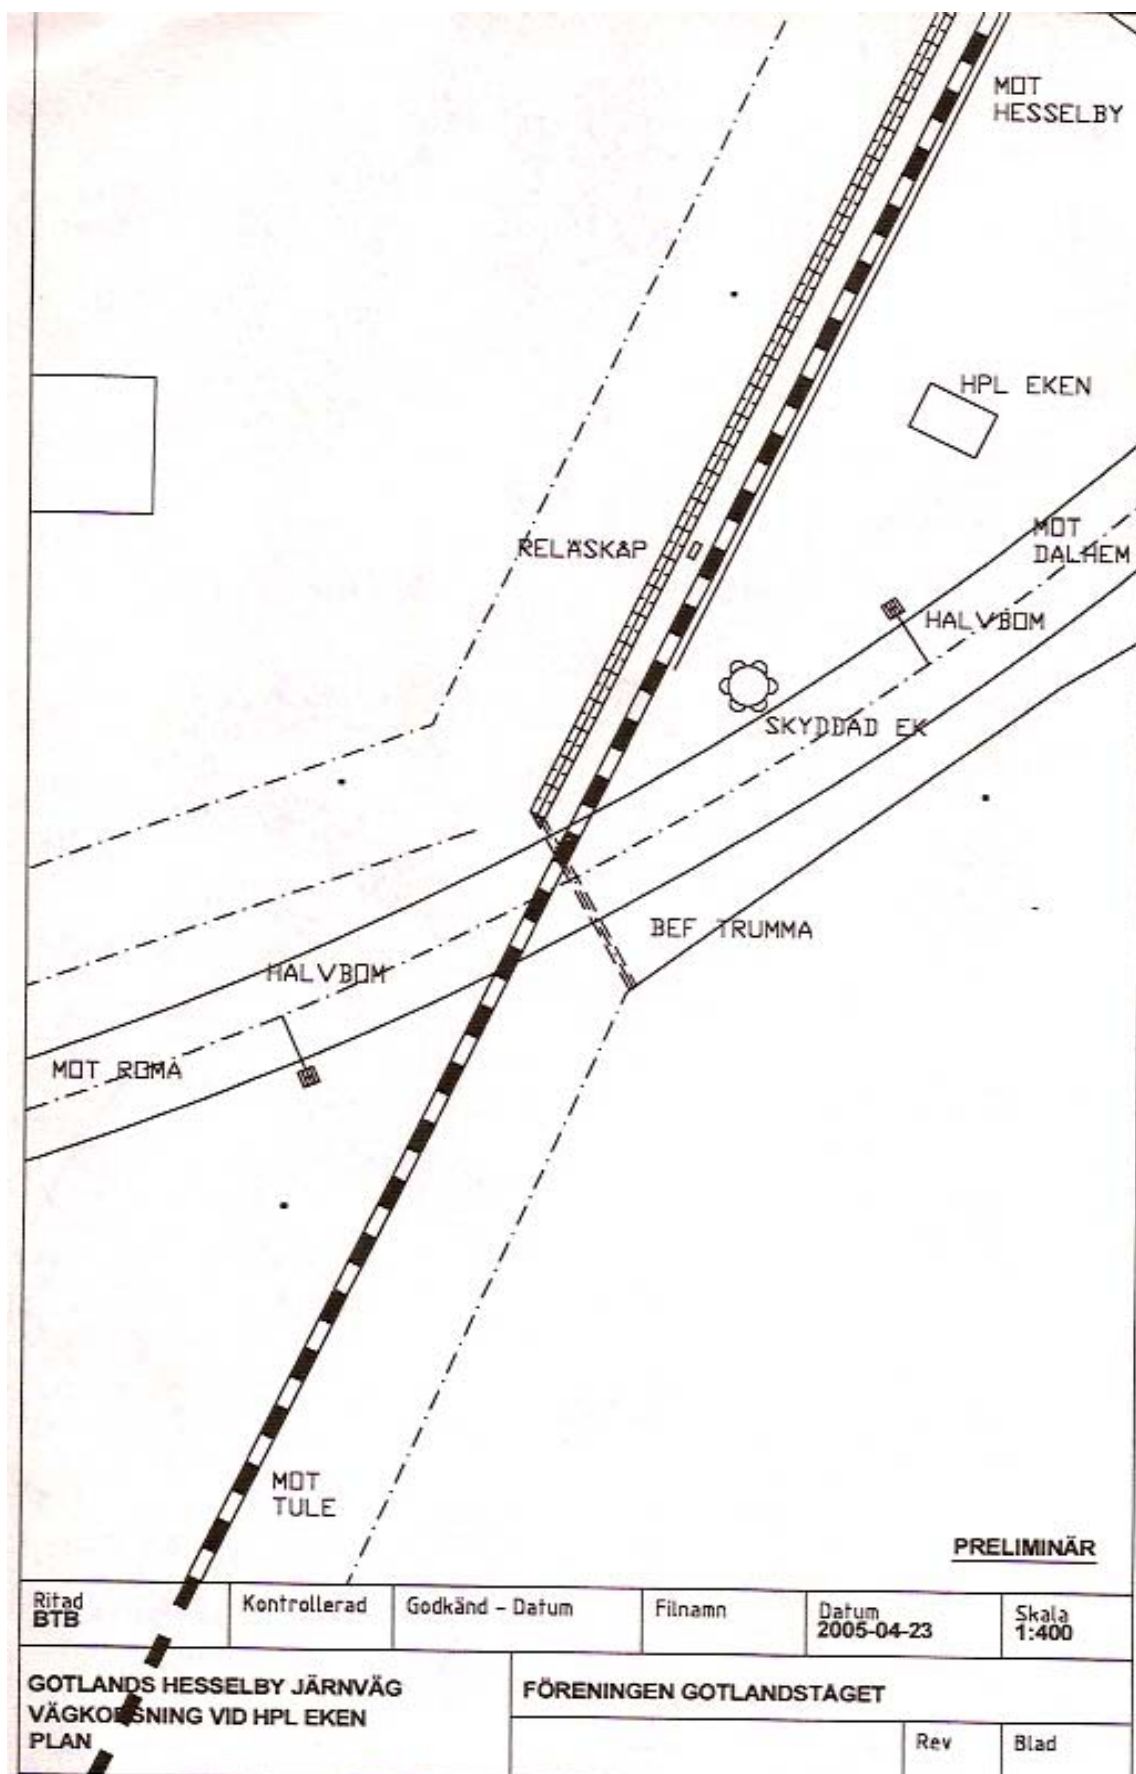 MOT
HESSELBY
HPL EKEN
MOT
DALHEM
RELÄSKAP
HALVBOM
SKYDDAD EK
BEF TRUMMA
HALVBOM
MOT ROMA
MOT
TULE
PRELIMINÄR
Ritad
BTB
Kontrollerad
Godkänd - Datum
Filnamn
Datum
2005-04-23
Skala
1:400
GOTLANDS HESSELBY JÄRNVÄG
VÄGKORSNING VID HPL EKEN
PLAN
FÖRENINGEN GOTLANDSTÅGET
Rev
Blad